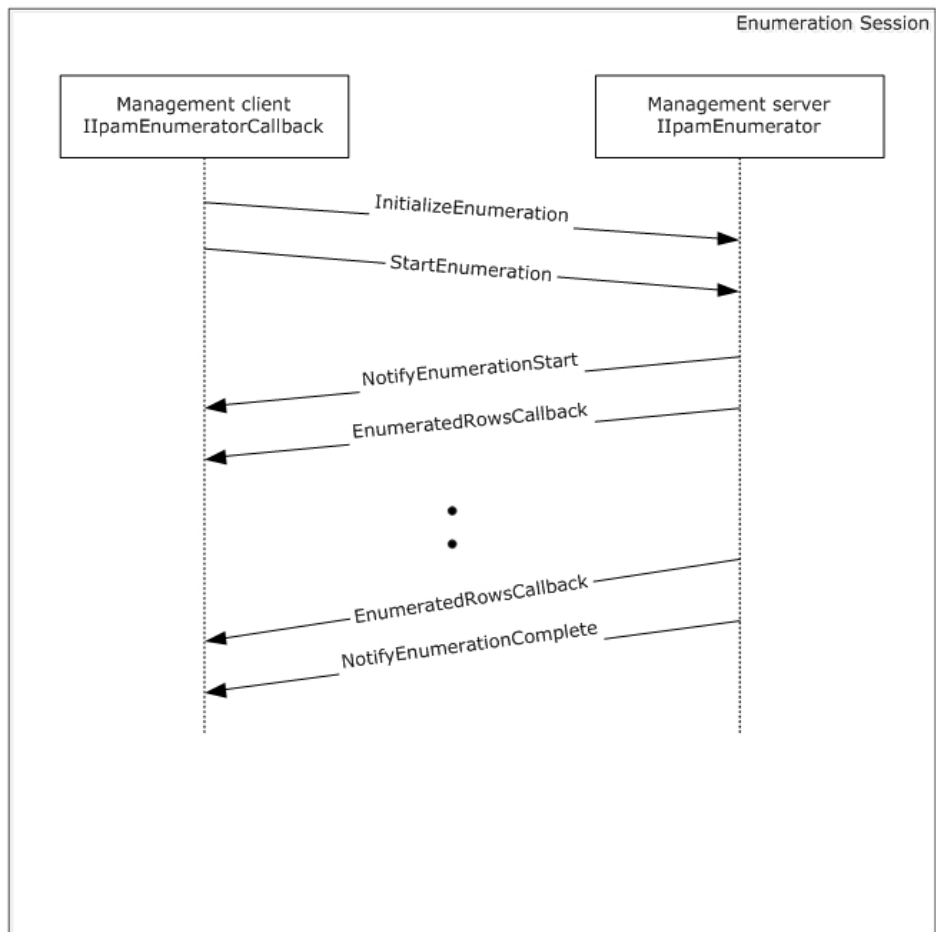 Enumeration Session
Management client
IIpamEnumeratorCallback
Management server
IIpamEnumerator
InitializeEnumeration
StartEnumeration
NotifyEnumerationStart
EnumeratedRowsCallback
EnumeratedRowsCallback
NotifyEnumerationComplete